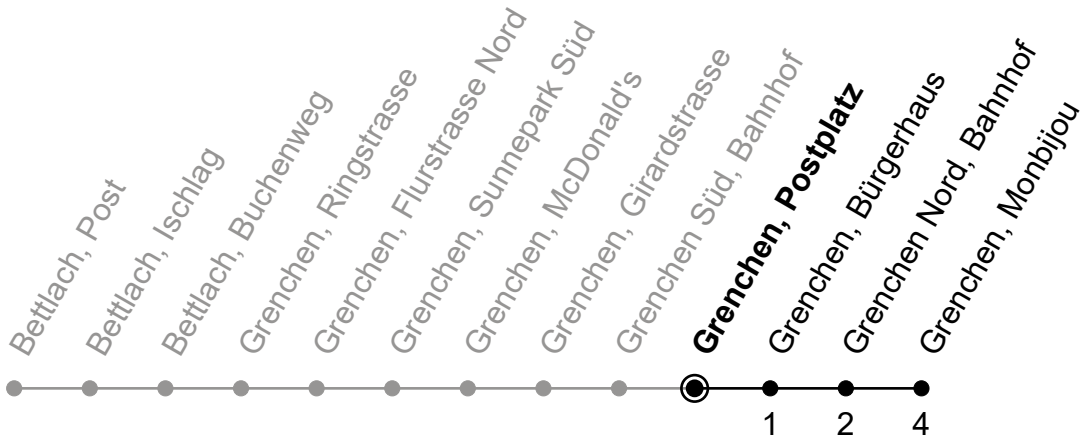 Bettlach, Post
Bettlach, Ischlag
Bettlach, Buchenweg
Grenchen, Ringstrasse
Grenchen, Flurstrasse Nord
Grenchen, Sunnepark Süd
Grenchen, McDonald's
Grenchen, Girardstrasse
Grenchen Süd, Bahnhof
Grenchen, Postplatz
Grenchen, Bürgerhaus
Grenchen Nord, Bahnhof
Grenchen, Monbijou
1 2 4